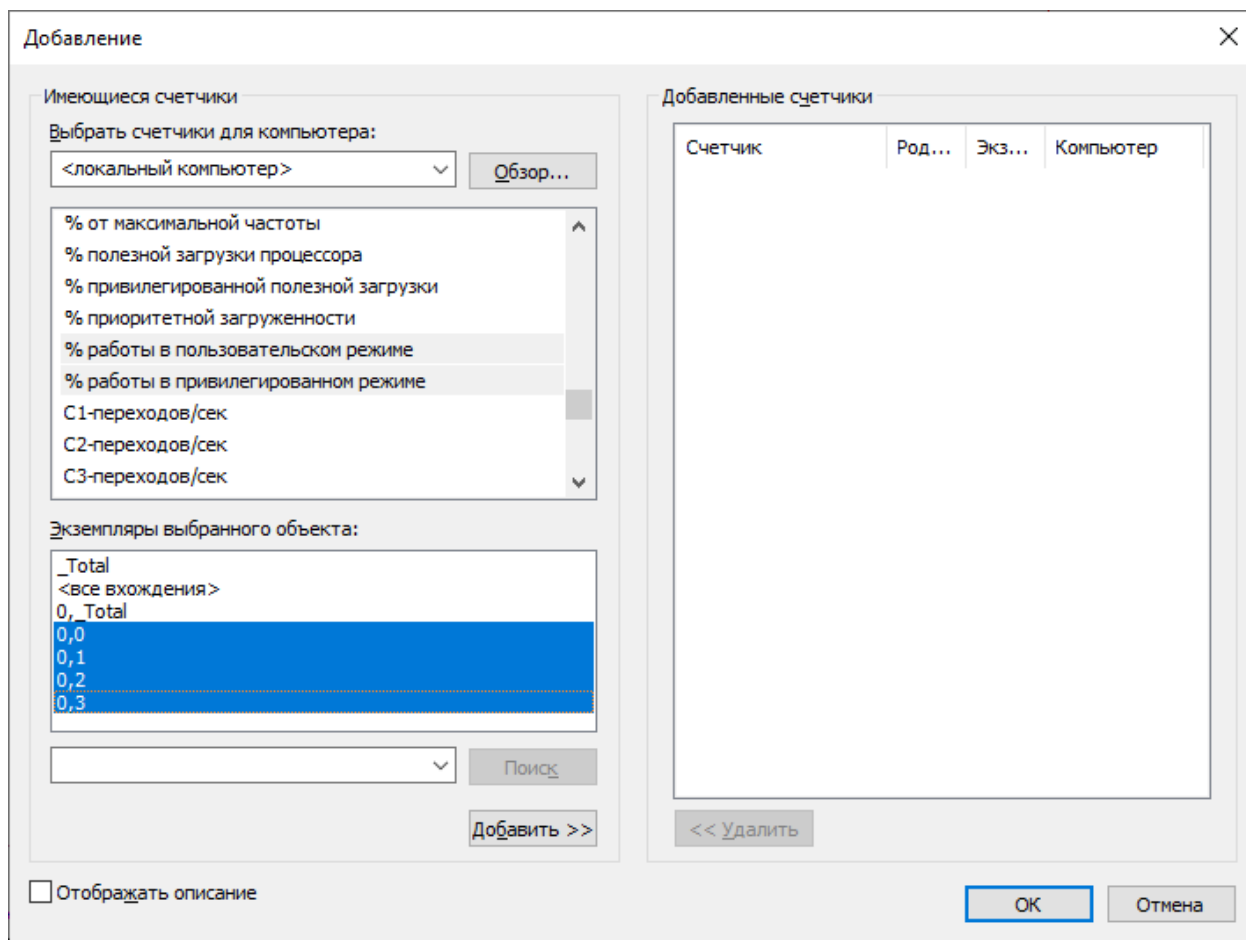 Добавление
Имеющиеся счетчики
Выбрать счетчики для компьютера:
<локальный компьютер>
Обзор...
% от максимальной частоты
% полезной загрузки процессора
% привилегированной полезной загрузки
% приоритетной загруженности
% работы в пользовательском режиме
% работы в привилегированном режиме
C1-переходов/сек
C2-переходов/сек
C3-переходов/сек
Экземпляры выбранного объекта:
_Total
<все вхождения>
0,_Total
0,0
0,1
0,2
0,3
Поиск
Добавить >>
Добавленные счетчики
Счетчик Род... Экз... Компьютер
<< Удалить
Отображать описание
ОК
Отмена